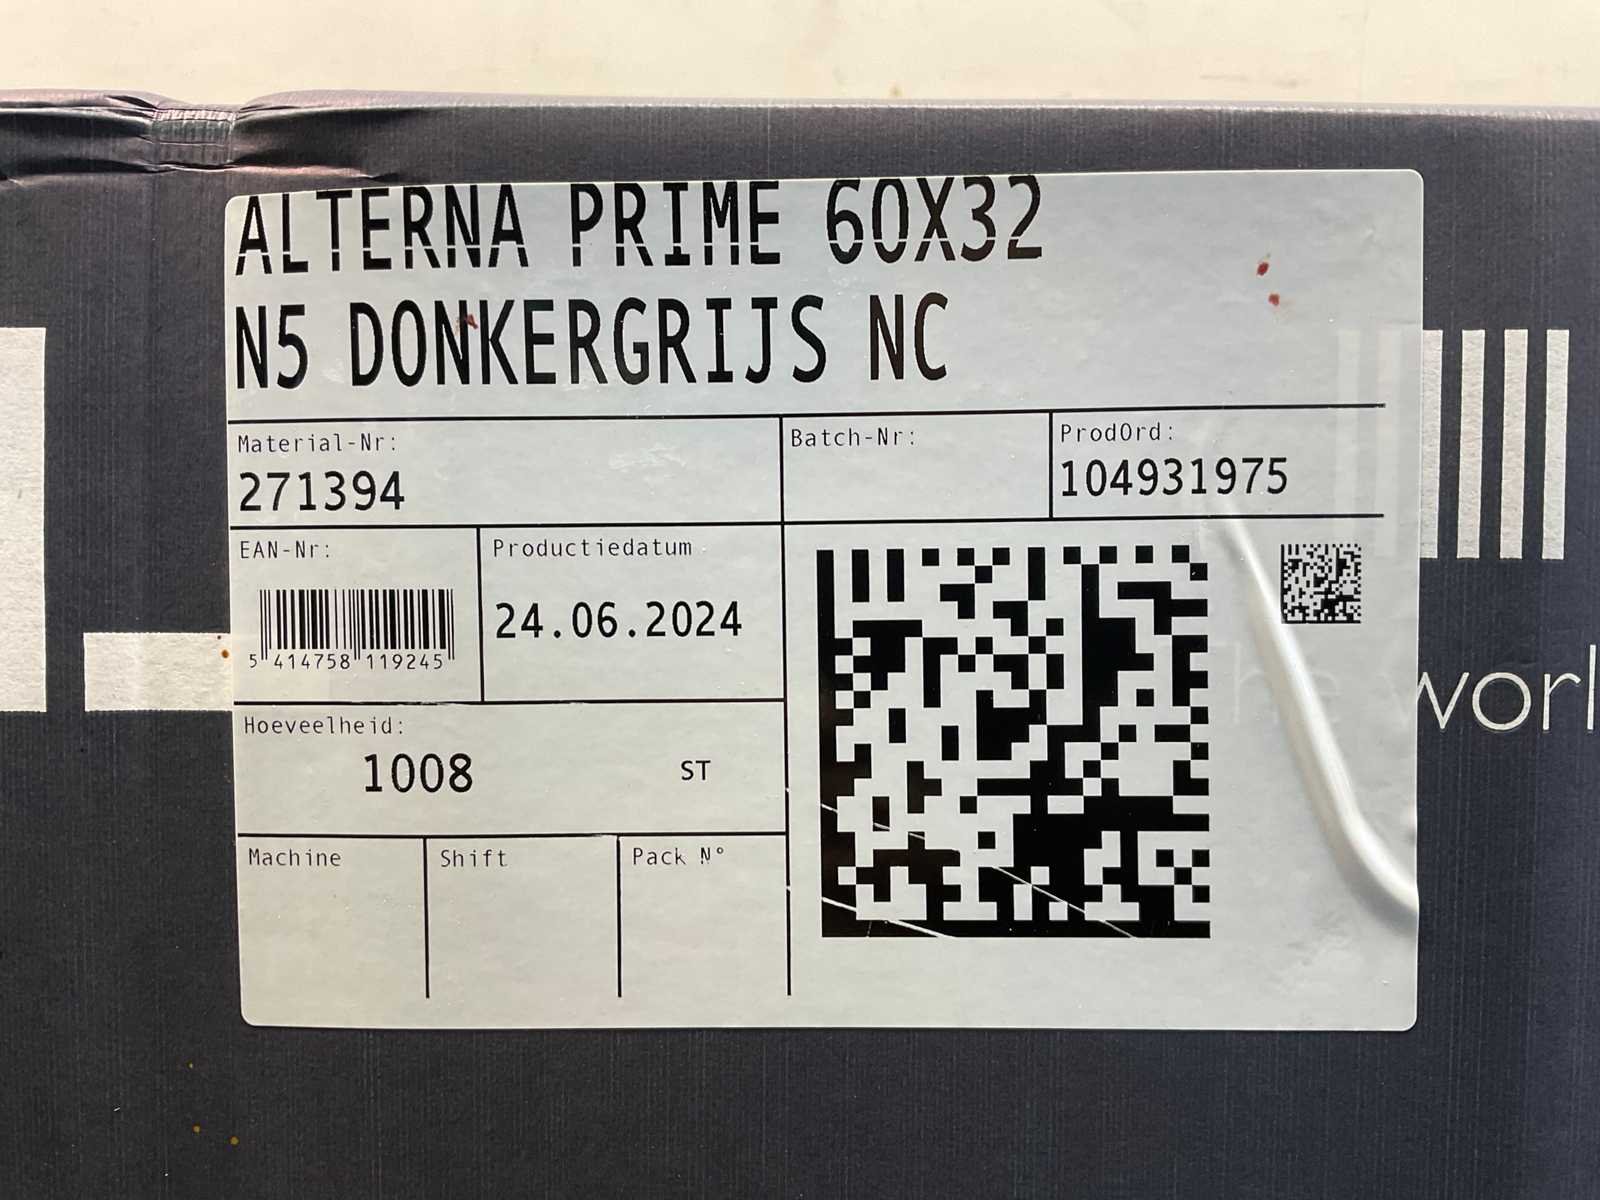 ALTERNA PRIME 60X32
N5 DONKERGRIJS NC
Material-Nr:
271394
Batch-Nr:
ProdOrd:
104931975
EAN-Nr:
5 414758 119245
Productiedatum
24.06.2024
Hoeveelheid:
1008 ST
Machine
Shift
Pack N°
he worl